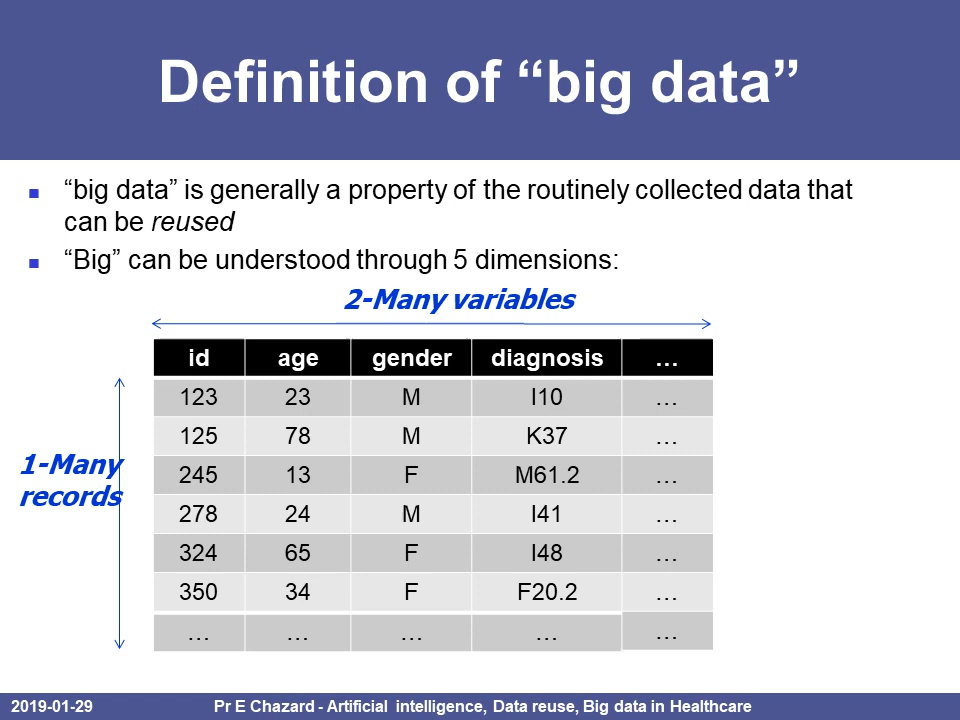 Definition of “big data”
“big data” is generally a property of the routinely collected data that
can be reused
“Big” can be understood through 5 dimensions:
2-Many variables
id age gender diagnosis …
123 23 M I10 …
125 78 M K37 …
1-Many
records
245 13 F M61.2 …
278 24 M I41 …
324 65 F I48 …
350 34 F F20.2 …
… … … … …
2019-01-29 Pr E Chazard - Artificial intelligence, Data reuse, Big data in Healthcare